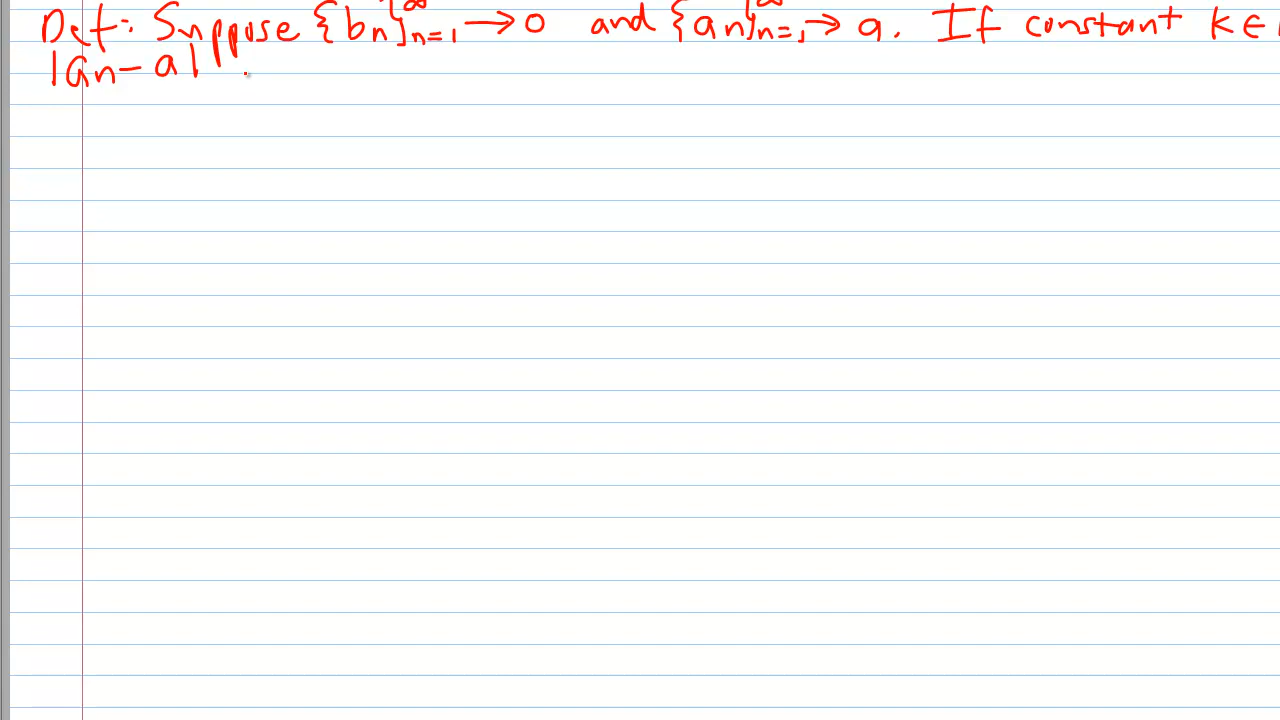 Def: Suppose {bn}∞n=1 → 0 and {an}∞n=1 → a. If constant k ∈
|an - a|